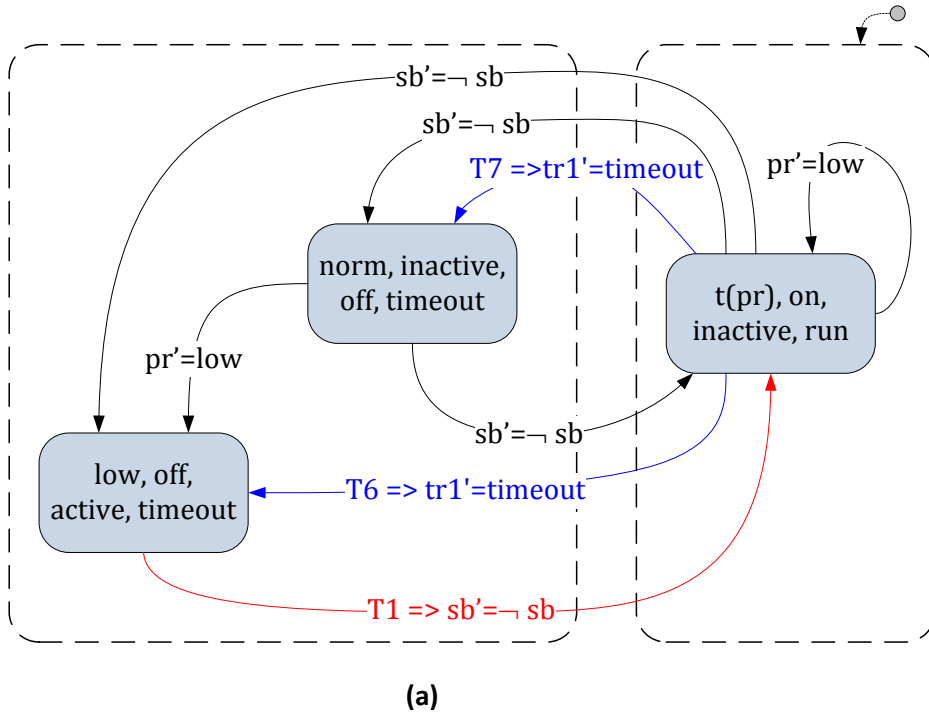 sb’=¬ sb
sb’=¬ sb
T7 =>tr1'=timeout
pr’=low
norm, inactive,
off, timeout
t(pr), on,
inactive, run
pr’=low
sb’=¬ sb
low, off,
active, timeout
T6 => tr1'=timeout
T1 => sb’=¬ sb
(a)